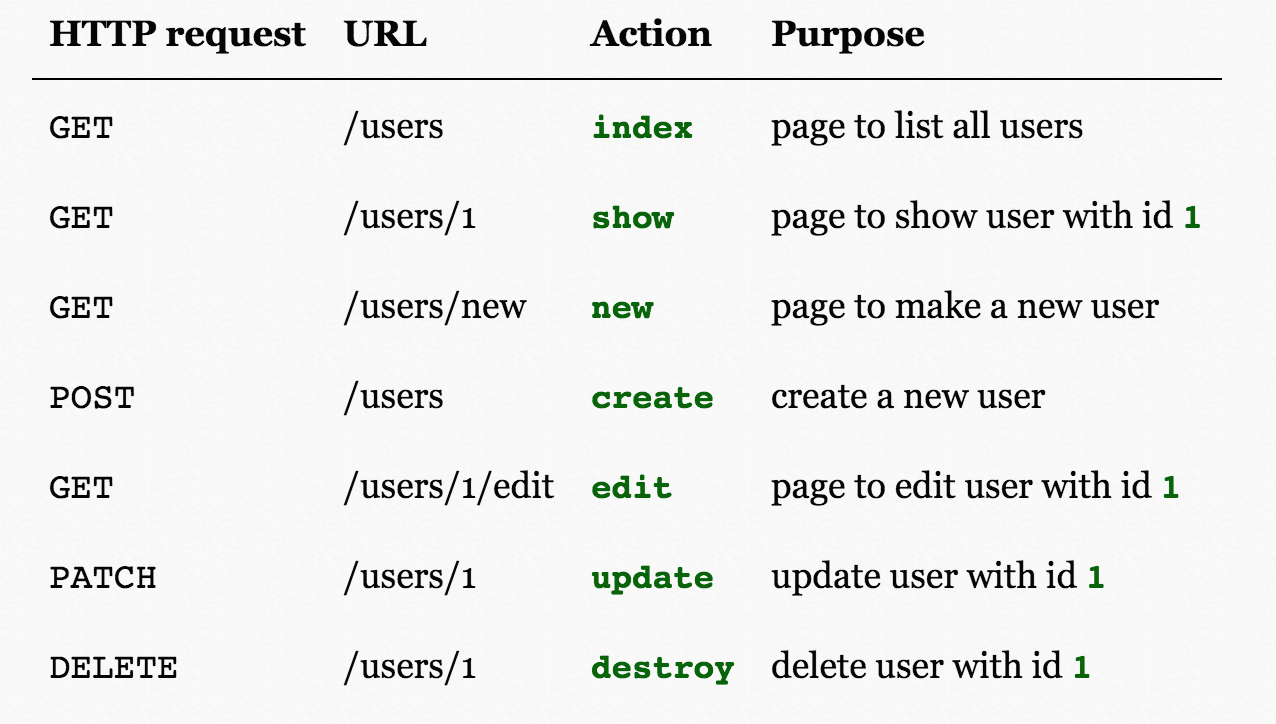 HTTP request URL Action Purpose
GET /users index page to list all users
GET /users/1 show page to show user with id 1
GET /users/new new page to make a new user
POST /users create create a new user
GET /users/1/edit edit page to edit user with id 1
PATCH /users/1 update update user with id 1
DELETE /users/1 destroy delete user with id 1